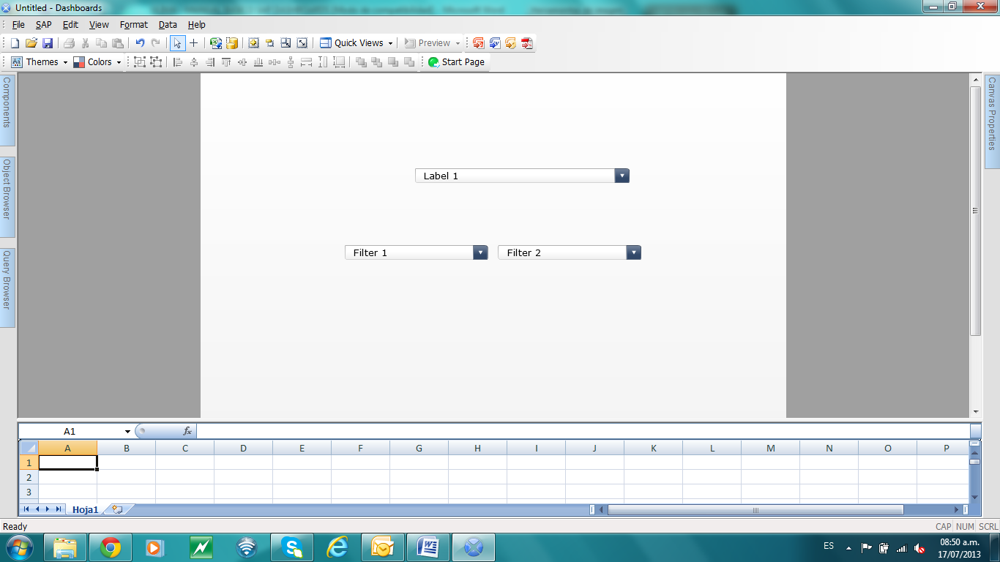 Untitled - Dashboards
File SAP Edit View Format Data Help
Quick Views Preview
Themes Colors Start Page
Components
Object Browser
Query Browser
Canvas Properties
Label 1
Filter 1 Filter 2
A1 fx
A B C D E F G H I J K L M N O P
1
2
3
Hoja1
Ready CAP NUM SCRL
ES 08:50 a.m.
17/07/2013